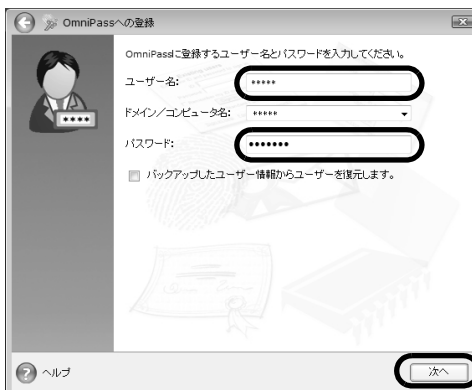 OmniPassへの登録
OmniPassに登録するユーザー名とパスワードを入力してください。
ユーザー名:
*****
ドメイン／コンピュータ名:
*****
パスワード:
●●●●●●●
バックアップしたユーザー情報からユーザーを復元します。
****
ヘルプ
次へ